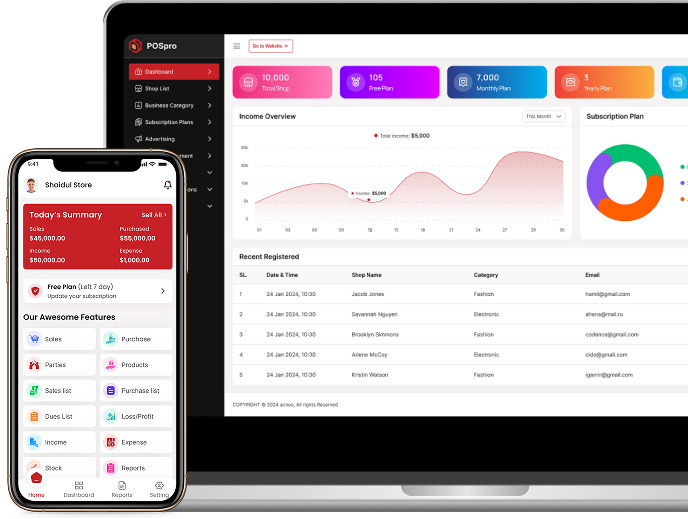 POSpro
Go to Website
Dashboard
Shop List
Business Category
Subscription Plans
Advertising
10,000
Total Shop
105
Free Plan
7,000
Monthly Plan
3
Yearly Plan
Income Overview
This Month
Total Income: $5,000
40k
30k
20k
10k
0
Income: $5,000
01 03 06 09 12 15 18 21 24 27 30
Subscription Plan
Recent Registered
SL. Date & Time Shop Name Category Email
1 24 Jan 2024, 10:30 Jacob Jones Fashion hamli@gmail.com
2 24 Jan 2024, 10:30 Savannah Nguyen Electronic ahana@mail.ru
3 24 Jan 2024, 10:30 Brooklyn Simmons Fashion codence@gmail.com
4 24 Jan 2024, 10:30 Arlene McCoy Electronic cido@gmail.com
5 24 Jan 2024, 10:30 Kristin Watson Fashion igerrin@gmail.com
COPYRIGHT © 2024 acnoo, All rights Reserved
9:41
Shaidul Store
Today's Summary
Sell All >
Sales
$45,000.00
Purchased
$55,000.00
Income
$50,000.00
Expense
$1,000.00
Free Plan (Left 7 day)
Update your subscription
Our Awesome Features
Sales
Purchase
Parties
Products
Sales list
Purchase list
Dues List
Loss/Profit
Income
Expense
Stock
Reports
Home
Dashboard
Reports
Setting